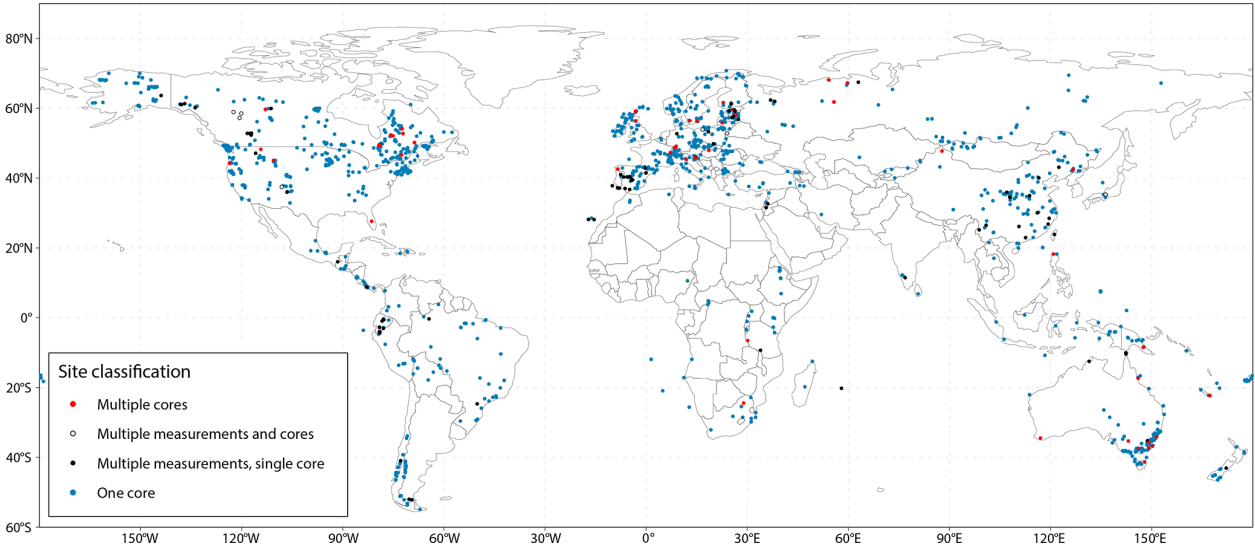 80°N
60°N
40°N
20°N
0°
20°S
40°S
60°S
Site classification
Multiple cores
Multiple measurements and cores
Multiple measurements, single core
One core
150°W
120°W
90°W
60°W
30°W
0°
30°E
60°E
90°E
120°E
150°E